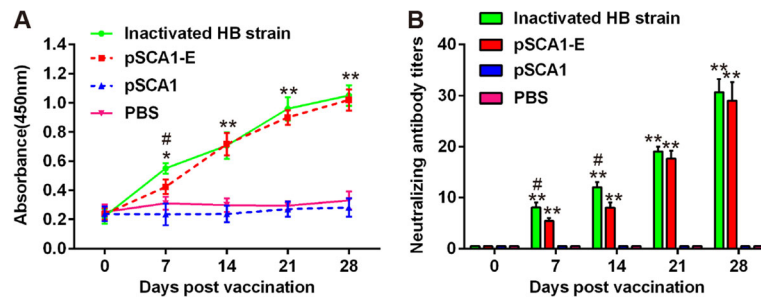 A
Inactivated HB strain
pSCA1-E
pSCA1
PBS
Absorbance(450nm)
1.4
1.2
1.0
0.8
0.6
0.4
0.2
0.0
#
*
**
**
**
0
7
14
21
28
Days post vaccination
B
Inactivated HB strain
pSCA1-E
pSCA1
PBS
Neutralizing antibody titers
40
30
20
10
0
#
** **
#
** **
** **
** **
0
7
14
21
28
Days post vaccination